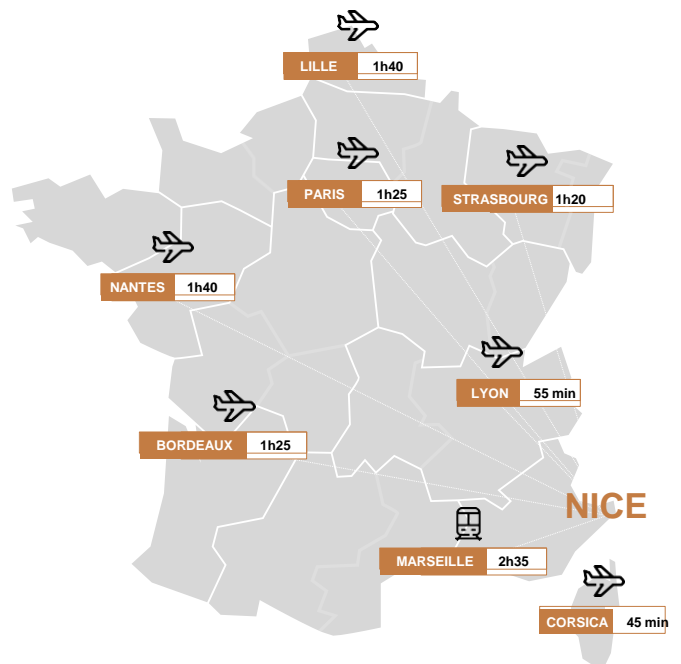 LILLE 1h40
PARIS 1h25
STRASBOURG 1h20
NANTES 1h40
LYON 55 min
BORDEAUX 1h25
NICE
MARSEILLE 2h35
CORSICA 45 min